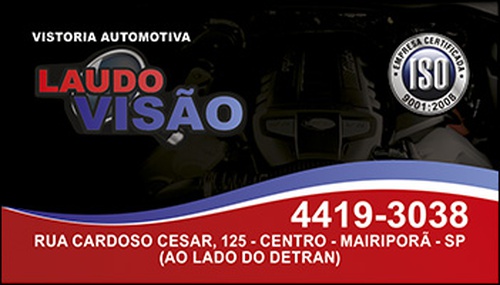 VISTORIA AUTOMOTIVA
LAUDO
VISÃO
EMPRESA CERTIFICADA
ISO
9001:2008
4419-3038
RUA CARDOSO CESAR, 125 - CENTRO - MAIRIPORÃ - SP
(AO LADO DO DETRAN)